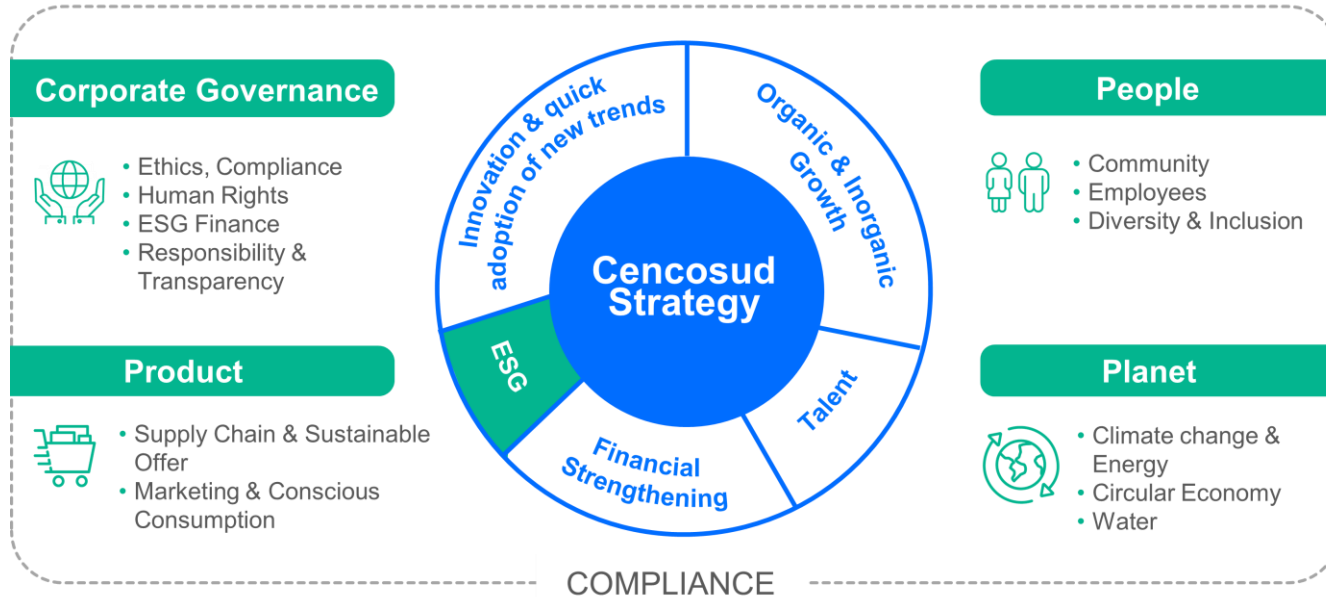 Corporate Governance
• Ethics, Compliance
• Human Rights
• ESG Finance
• Responsibility &
Transparency
Product
• Supply Chain & Sustainable
Offer
• Marketing & Conscious
Consumption
Innovation & quick
adoption of new trends
Organic & Inorganic
Growth
Cencosud
Strategy
ESG
Talent
Financial
Strengthening
People
• Community
• Employees
• Diversity & Inclusion
Planet
• Climate change &
Energy
• Circular Economy
• Water
COMPLIANCE